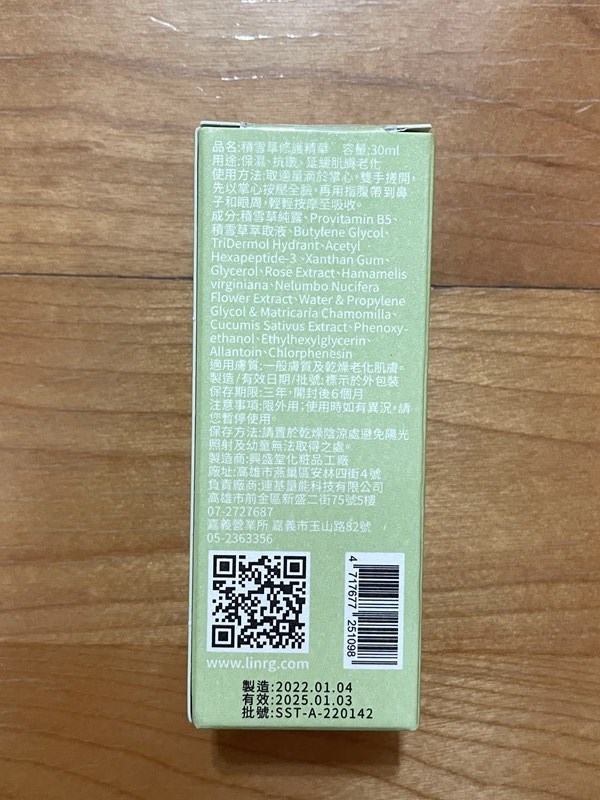 品名:積雪草修護精華 容量:30ml
用途:保濕、抗皺、延緩肌膚老化
使用方法:取適量滴於掌心,雙手搓開,
先以掌心按壓全臉,再用指腹帶到鼻
子和眼周,輕輕按摩至吸收。
成分:積雪草純露、Provitamin B5、
積雪草萃取液、Butylene Glycol、
TriDermol Hydrant、Acetyl
Hexapeptide-3、Xanthan Gum、
Glycerol、Rose Extract、Hamamelis
virginiana、Nelumbo Nucifera
Flower Extract、Water & Propylene
Glycol & Matricaria Chamomilla、
Cucumis Sativus Extract、Phenoxy-
ethanol、Ethylhexylglycerin、
Allantoin、Chlorphenesin
適用膚質:一般膚質及乾燥老化肌膚。
製造/有效日期/批號:標示於外包裝
保存期限:三年,開封後6個月
注意事項:限外用;使用時如有異況,請
您暫停使用。
保存方法:請置於乾燥陰涼處避免陽光
照射及幼童無法取得之處。
製造商:興盛堂化粧品工廠
廠址:高雄市燕巢區安林四街4號
負責廠商:連基量能科技有限公司
高雄市前金區新盛二街75號5樓
07-2727687
嘉義營業所 嘉義市玉山路82號
05-2363356
4 717677 251098
www.linrg.com
製造:2022.01.04
有效:2025.01.03
批號:SST-A-220142